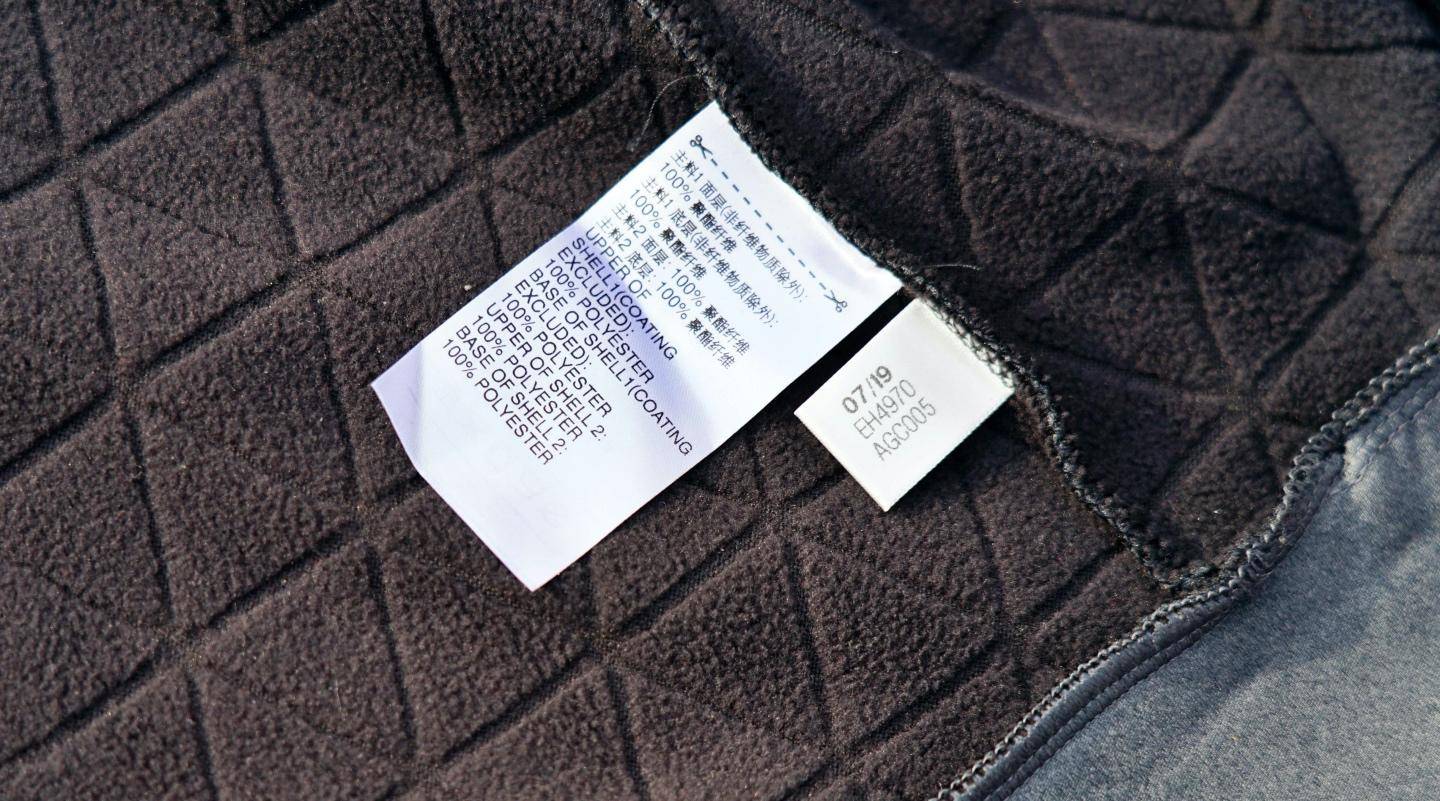 主料1 面层(非纤维物质除外):
100% 聚酯纤维
主料1 底层(非纤维物质除外):
100% 聚酯纤维
主料2 面层: 100% 聚酯纤维
主料2 底层: 100% 聚酯纤维
UPPER OF
SHELL1(COATING
EXCLUDED):
100% POLYESTER
BASE OF SHELL1(COATING
EXCLUDED):
100% POLYESTER
UPPER OF SHELL 2:
100% POLYESTER
BASE OF SHELL 2:
100% POLYESTER
07/19
EH4970
AGC005